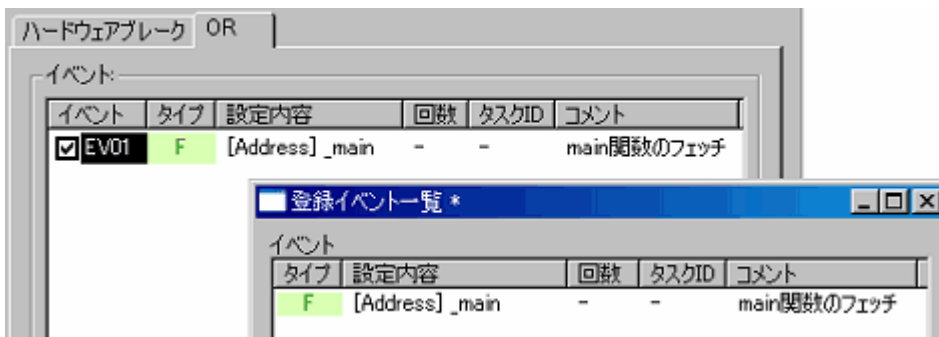 ハードウェアブレーク OR
イベント:
イベント タイプ 設定内容 回数 タスクID コメント
EV01 F [Address] _main - - main関数のフェッチ
登録イベント一覧 *
イベント
タイプ 設定内容 回数 タスクID コメント
F [Address] _main - - main関数のフェッチ